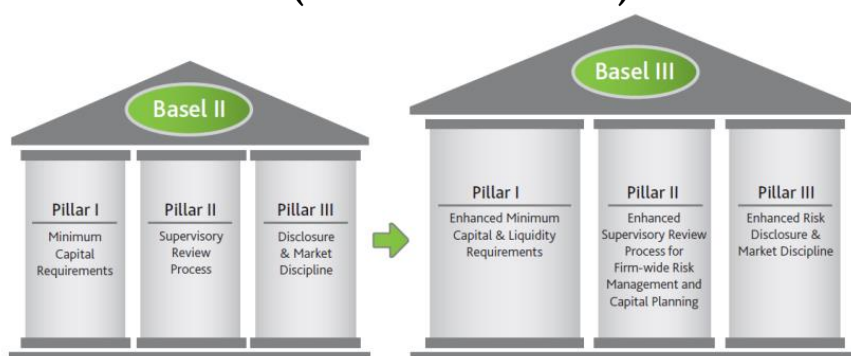 Basel II
Pillar I
Minimum
Capital
Requirements
Pillar II
Supervisory
Review
Process
Pillar III
Disclosure
& Market
Discipline
Basel III
Pillar I
Enhanced Minimum
Capital & Liquidity
Requirements
Pillar II
Enhanced
Supervisory Review
Process for
Firm-wide Risk
Management and
Capital Planning
Pillar III
Enhanced Risk
Disclosure &
Market Discipline